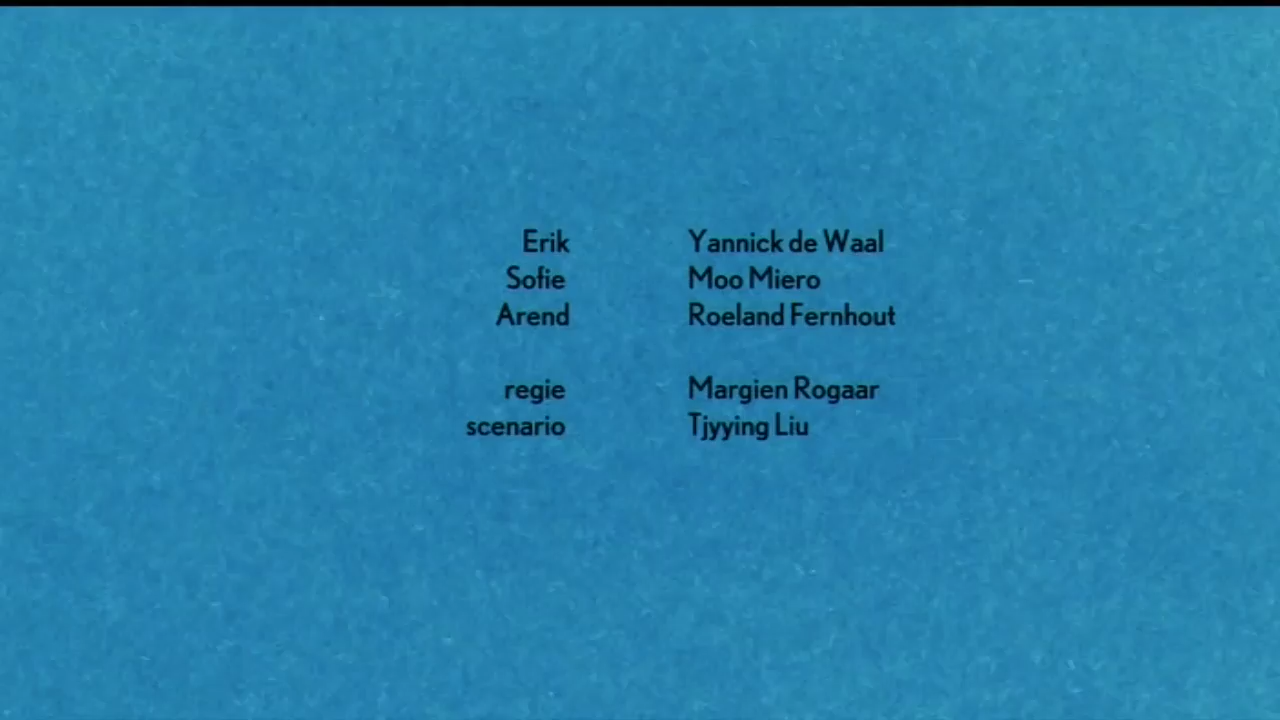 Erik Yannick de Waal
Sofie Moo Miero
Arend Roeland Fernhout
regie Margien Rogaar
scenario Tjyying Liu